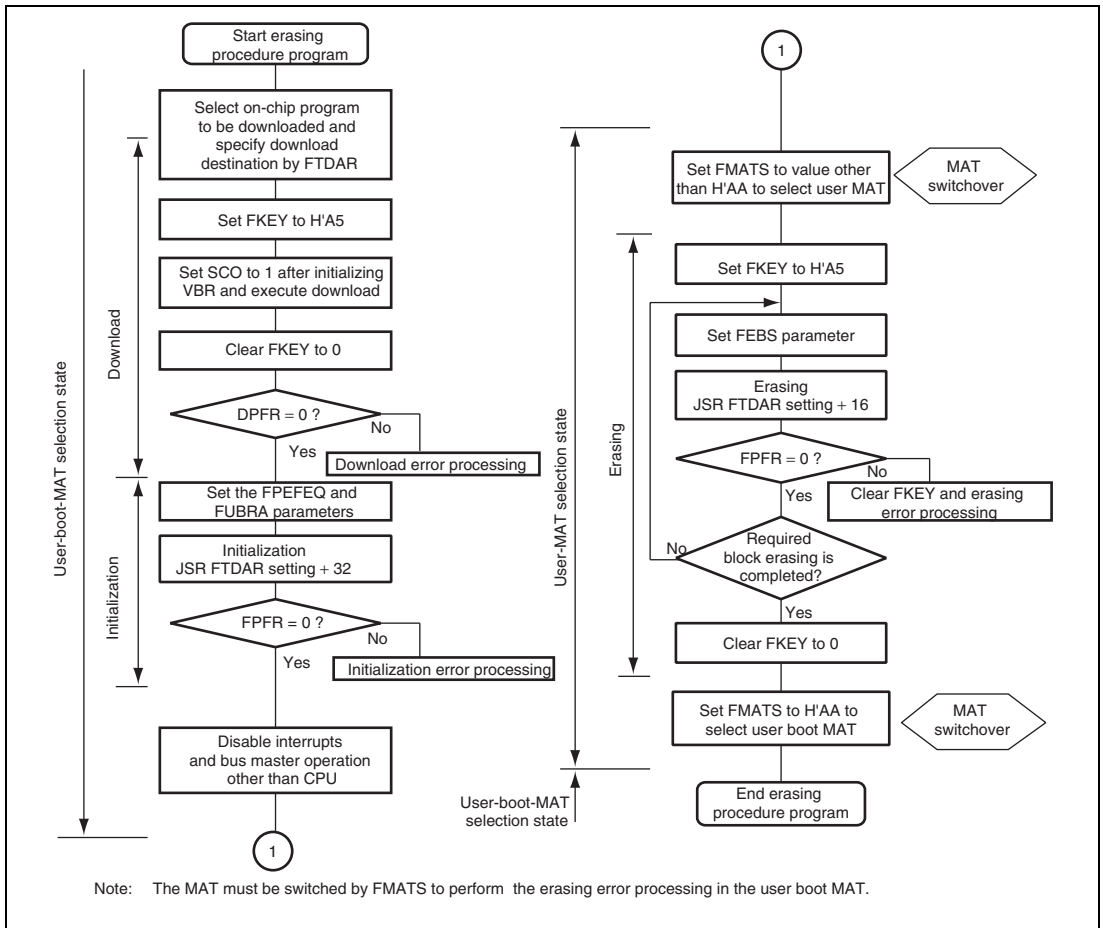 Start erasing
procedure program
Select on-chip program
to be downloaded and
specify download
destination by FTDAR
Set FKEY to H'A5
Set SCO to 1 after initializing
VBR and execute download
Clear FKEY to 0
DPFR = 0 ?
No
Yes
Download error processing
Set the FPEFEQ and
FUBRA parameters
Initialization
JSR FTDAR setting + 32
FPFR = 0 ?
No
Yes
Initialization error processing
Disable interrupts
and bus master operation
other than CPU
1
User-boot-MAT selection state
Download
Initialization
1
Set FMATS to value other
than H'AA to select user MAT
MAT
switchover
Set FKEY to H'A5
Set FEBS parameter
Erasing
JSR FTDAR setting + 16
FPFR = 0 ?
No
Yes
Clear FKEY and erasing
error processing
Required
block erasing is
completed?
No
Yes
Clear FKEY to 0
Set FMATS to H'AA to
select user boot MAT
MAT
switchover
End erasing
procedure program
User-MAT selection state
Erasing
User-boot-MAT
selection state
Note: The MAT must be switched by FMATS to perform the erasing error processing in the user boot MAT.